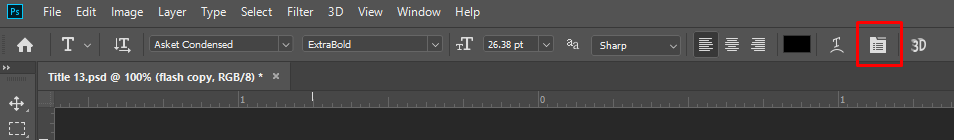 Ps File Edit Image Layer Type Select Filter 3D View Window Help
T T Asket Condensed ExtraBold TT 26.38 pt aa Sharp T 3D
Title 13.psd @ 100% (flash copy, RGB/8) * ×
1 0 1